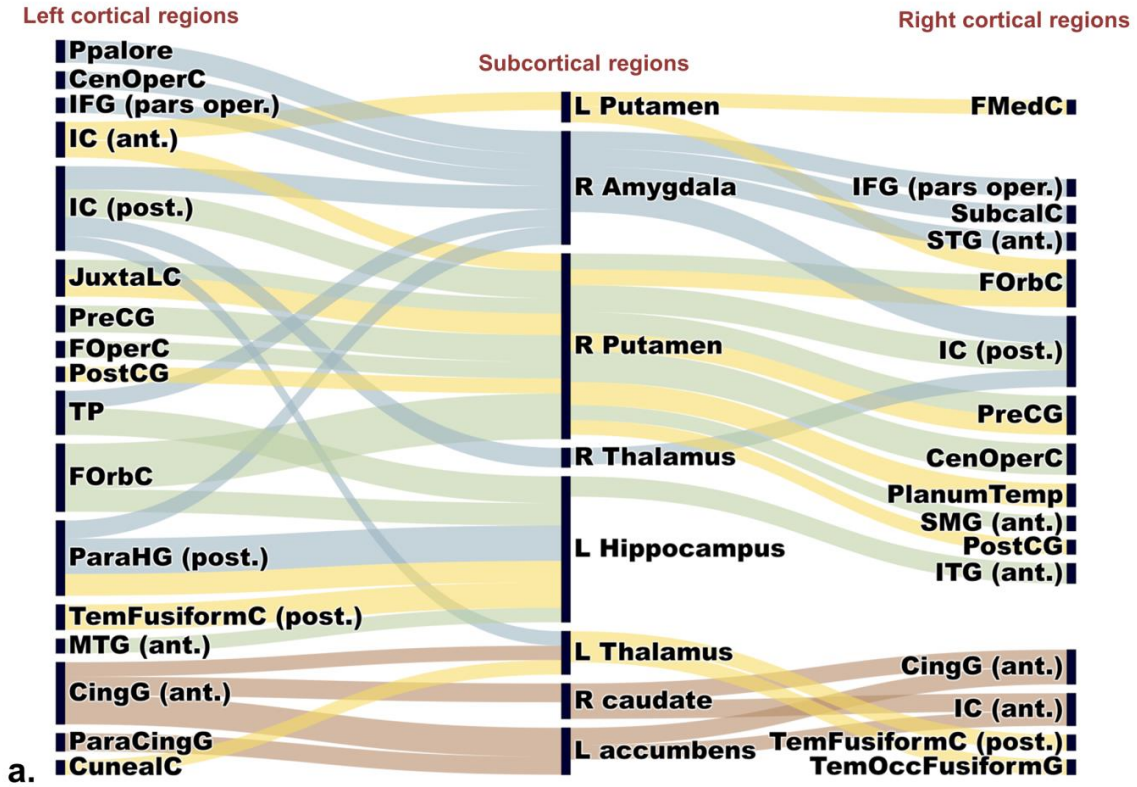 Left cortical regions
Ppalore
CenOperC
IFG (pars oper.)
IC (ant.)
IC (post.)
JuxtaLC
PreCG
FOperC
PostCG
TP
FOrbC
ParaHG (post.)
TemFusiformC (post.)
MTG (ant.)
CingG (ant.)
ParaCingG
CunealC
Subcortical regions
L Putamen
R Amygdala
R Putamen
R Thalamus
L Hippocampus
L Thalamus
R caudate
L accumbens
Right cortical regions
FMedC
IFG (pars oper.)
SubcalC
STG (ant.)
FOrbC
IC (post.)
PreCG
CenOperC
PlanumTemp
SMG (ant.)
PostCG
ITG (ant.)
CingG (ant.)
IC (ant.)
TemFusiformC (post.)
TemOccFusiformG
a.